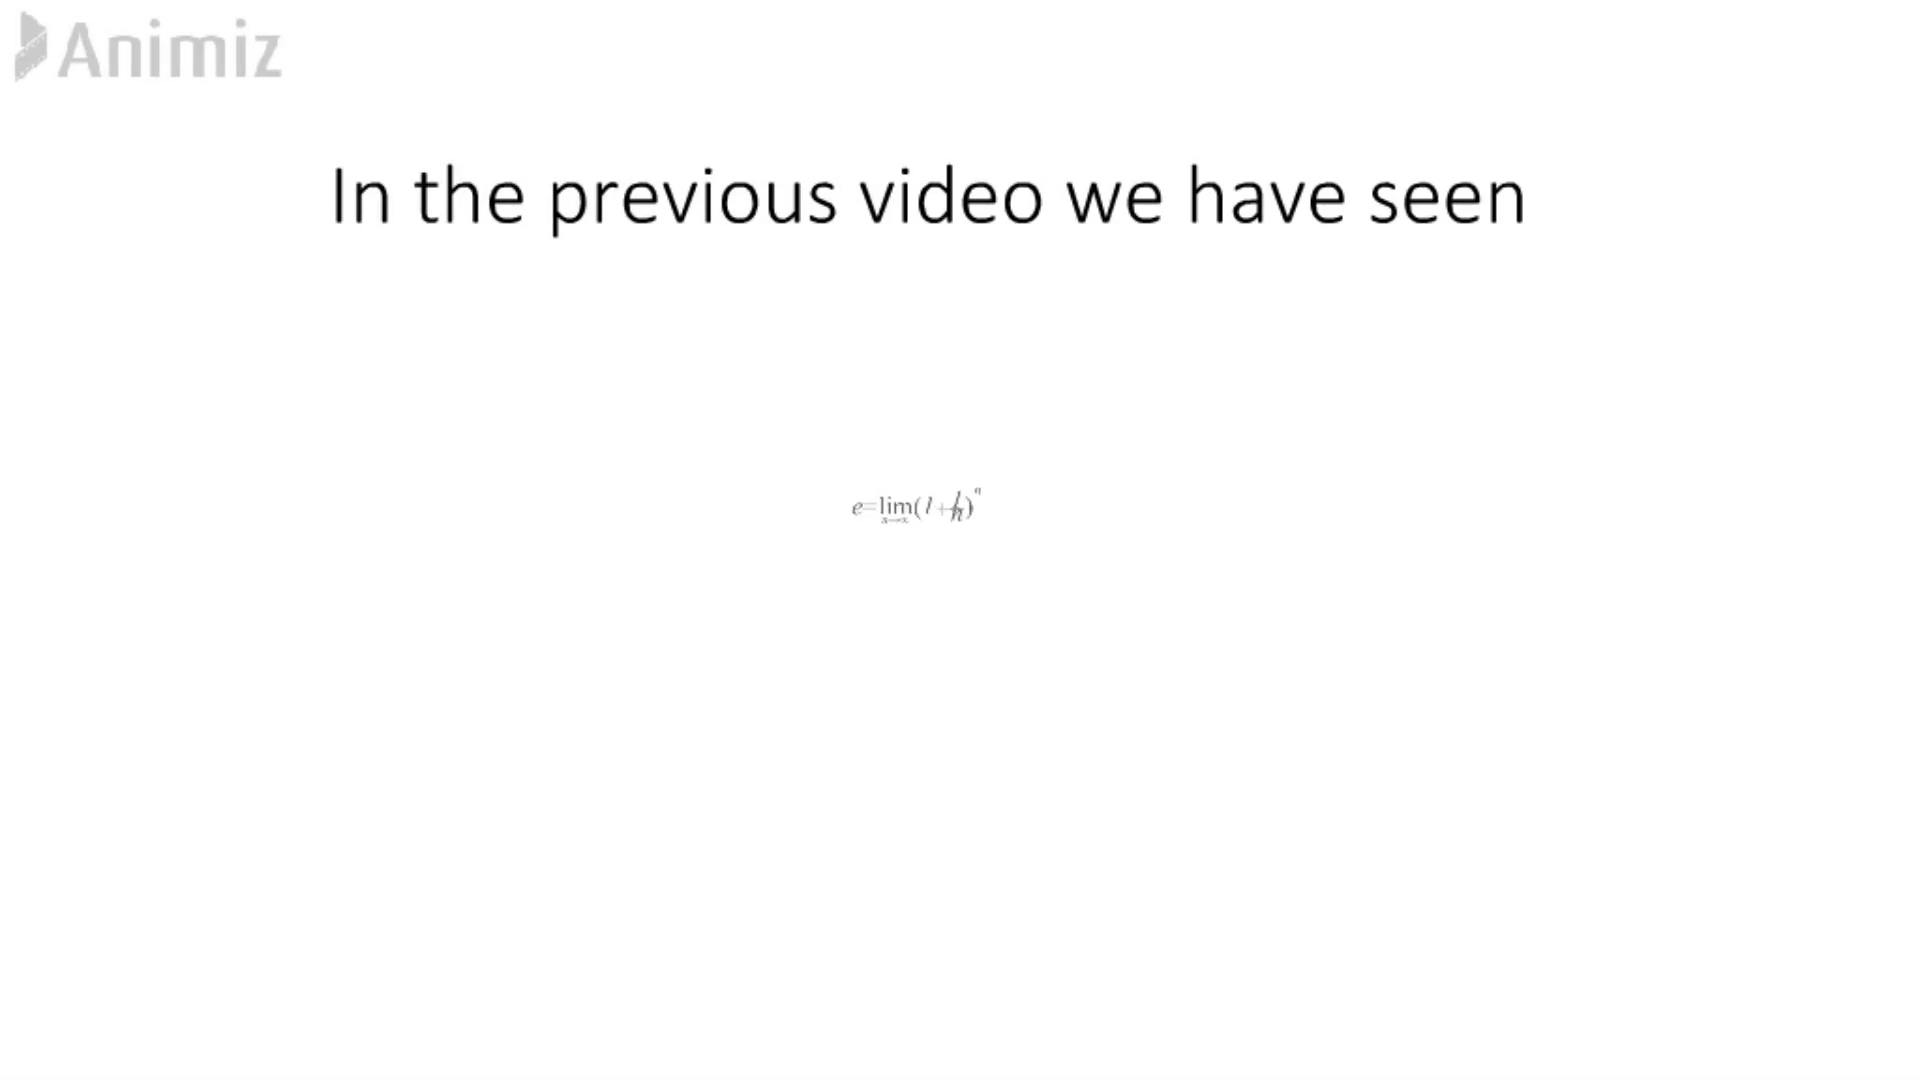 Animiz
In the previous video we have seen
e=lim(1+1/n)^n
n→∞